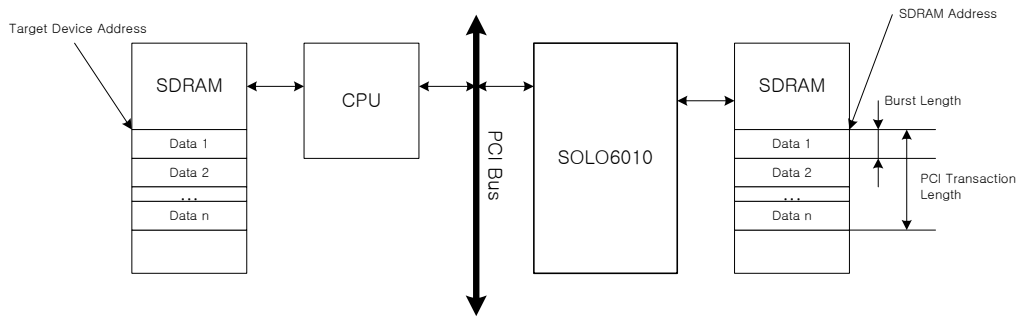 Target Device Address
SDRAM Address
SDRAM
CPU
PCI Bus
SOLO6010
SDRAM
Burst Length
Data 1
Data 2
...
Data n
Data 1
Data 2
...
Data n
PCI Transaction
Length